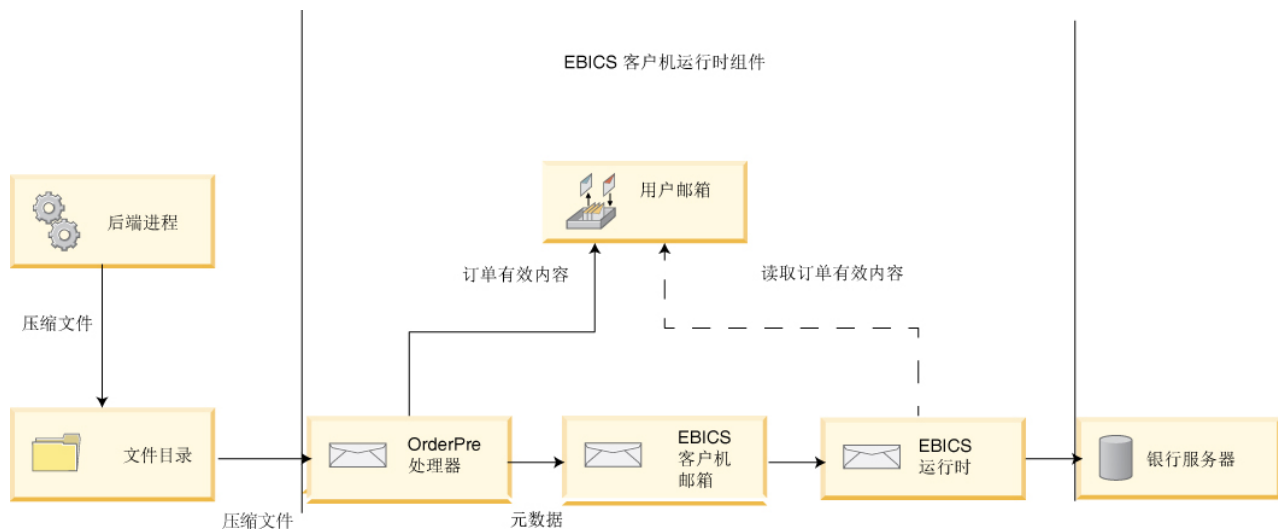 EBICS 客户机运行时组件
用户邮箱
后端进程
订单有效内容
读取订单有效内容
压缩文件
文件目录
OrderPre
处理器
EBICS
客户机
邮箱
EBICS
运行时
银行服务器
压缩文件
元数据